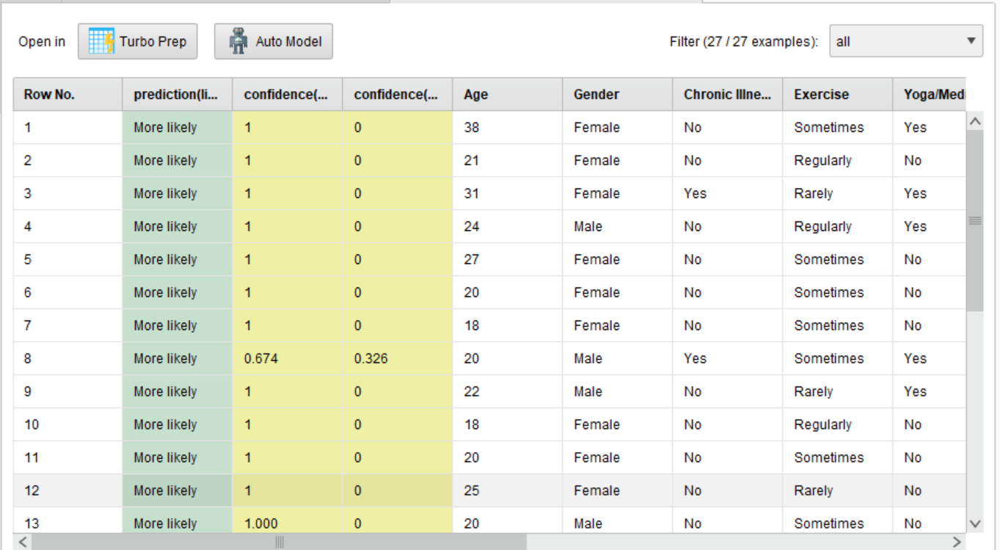 Open in Turbo Prep Auto Model Filter (27 / 27 examples): all
Row No. prediction(li... confidence(... confidence(... Age Gender Chronic Illne... Exercise Yoga/Medi
1 More likely 1 0 38 Female No Sometimes Yes
2 More likely 1 0 21 Female No Regularly No
3 More likely 1 0 31 Female Yes Rarely Yes
4 More likely 1 0 24 Male No Regularly Yes
5 More likely 1 0 27 Female No Sometimes No
6 More likely 1 0 20 Female No Sometimes No
7 More likely 1 0 18 Female No Sometimes No
8 More likely 0.674 0.326 20 Male Yes Sometimes Yes
9 More likely 1 0 22 Male No Rarely Yes
10 More likely 1 0 18 Female No Regularly No
11 More likely 1 0 20 Female No Sometimes No
12 More likely 1 0 25 Female No Rarely No
13 More likely 1.000 0 20 Male No Sometimes No